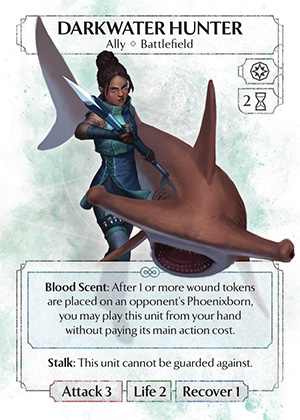 DARKWATER HUNTER
Ally ◇ Battlefield
2
Blood Scent: After 1 or more wound tokens
are placed on an opponent's Phoenixborn,
you may play this unit from your hand
without paying its main action cost.
Stalk: This unit cannot be guarded against.
Attack 3 Life 2 Recover 1